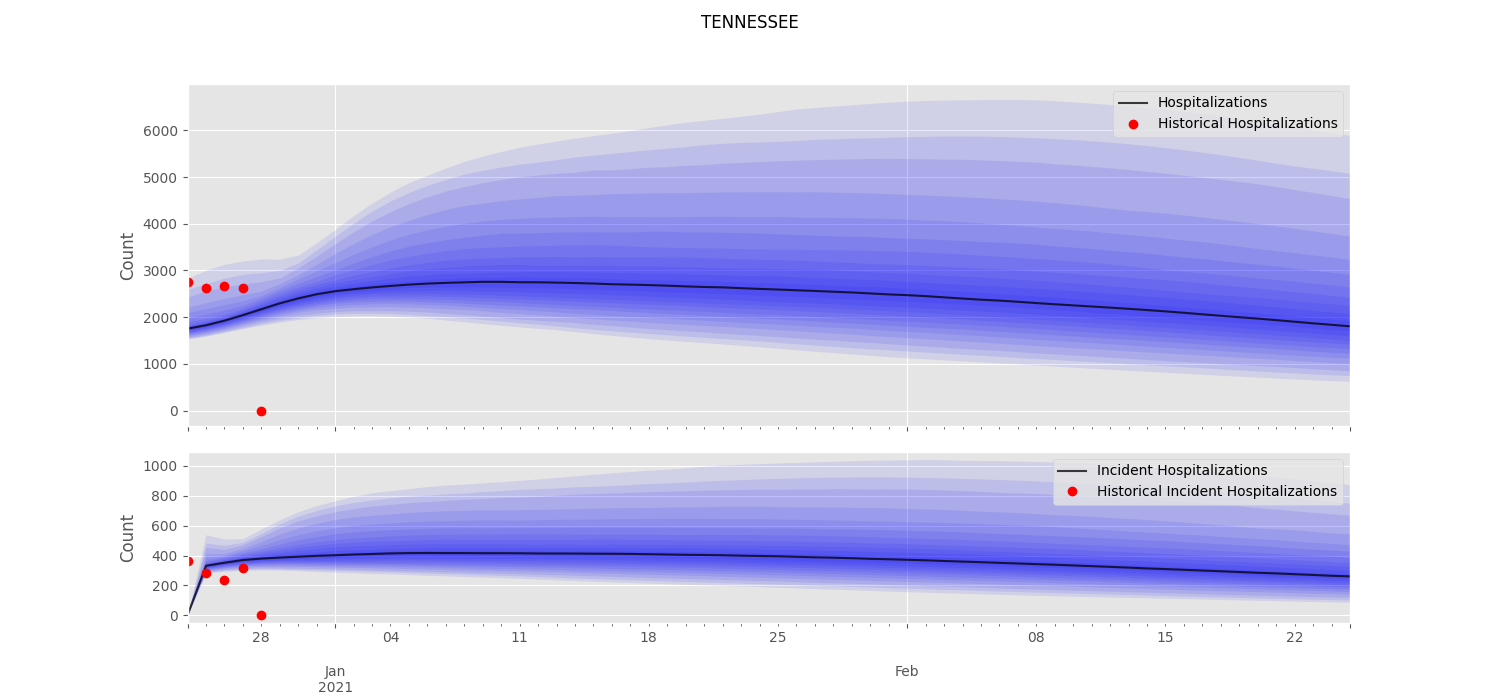 TENNESSEE
Hospitalizations
Historical Hospitalizations
Count
6000
5000
4000
3000
2000
1000
0
Incident Hospitalizations
Historical Incident Hospitalizations
Count
1000
800
600
400
200
0
28 04 11 18 25 08 15 22
Jan Feb
2021